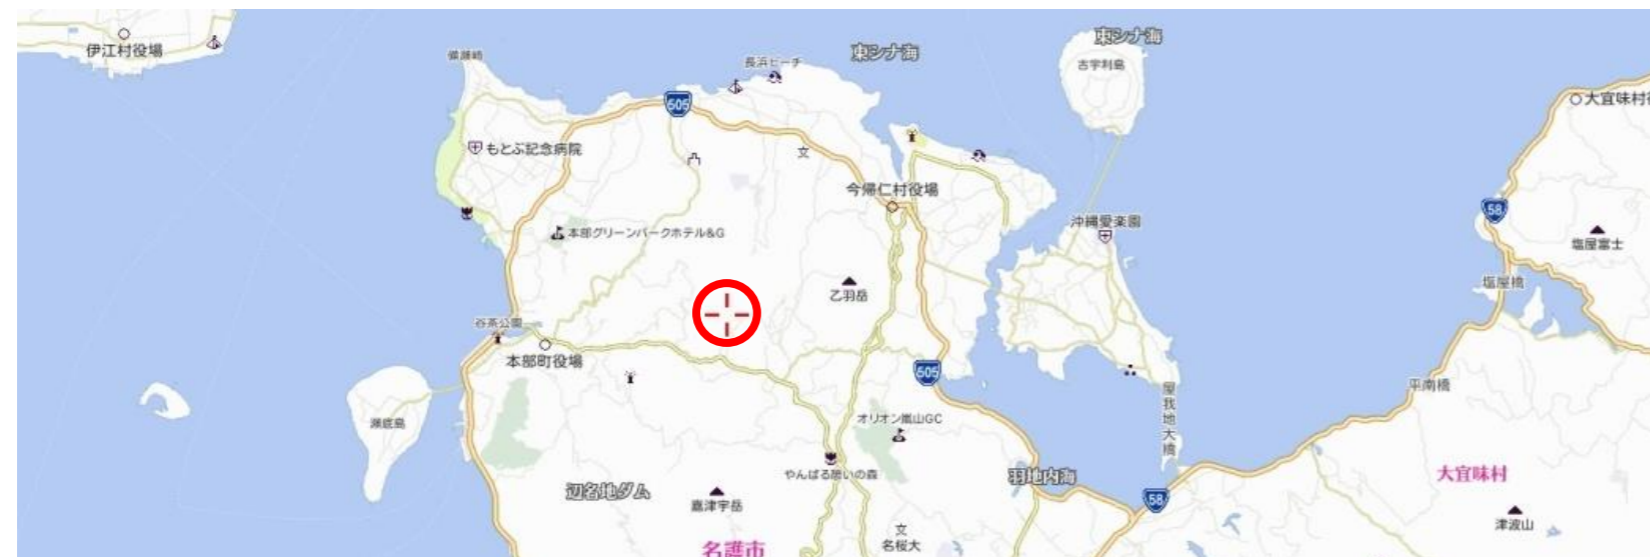 伊江村役場
備瀬崎
長浜ビーチ
東シナ海
東シナ海
古宇利島
大宜味村
505
もとぶ記念病院
文
今帰仁村役場
58
沖縄愛楽園
塩屋富士
本部グリーンパークホテル&G
乙羽岳
塩屋橋
谷茶公園
本部町役場
505
平南橋
瀬底島
オリオン嵐山GC
屋我地大橋
やんばる憩いの森
羽地内海
大宜味村
辺名地ダム
嘉津宇岳
58
津波山
文
名桜大
名護市